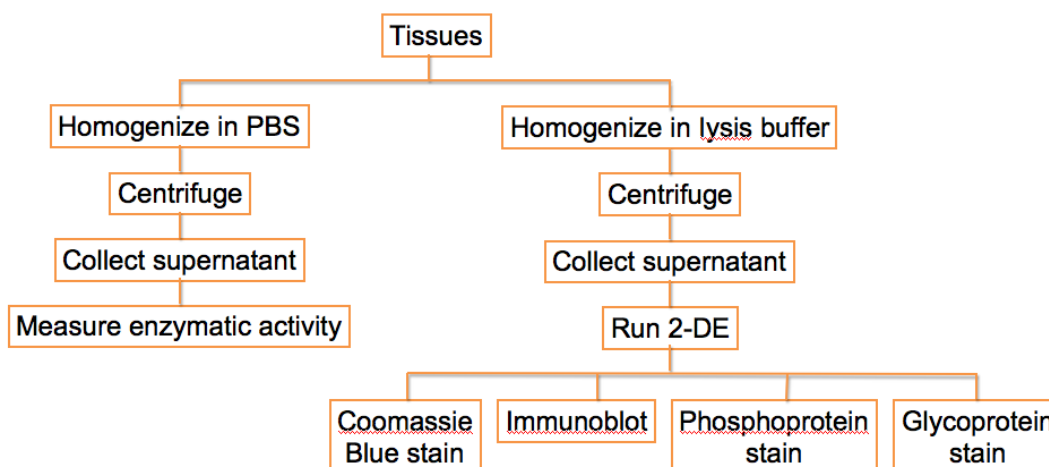 Tissues
Homogenize in PBS
Homogenize in lysis buffer
Centrifuge
Centrifuge
Collect supernatant
Collect supernatant
Measure enzymatic activity
Run 2-DE
Coomassie
Blue stain
Immunoblot
Phosphoprotein
stain
Glycoprotein
stain